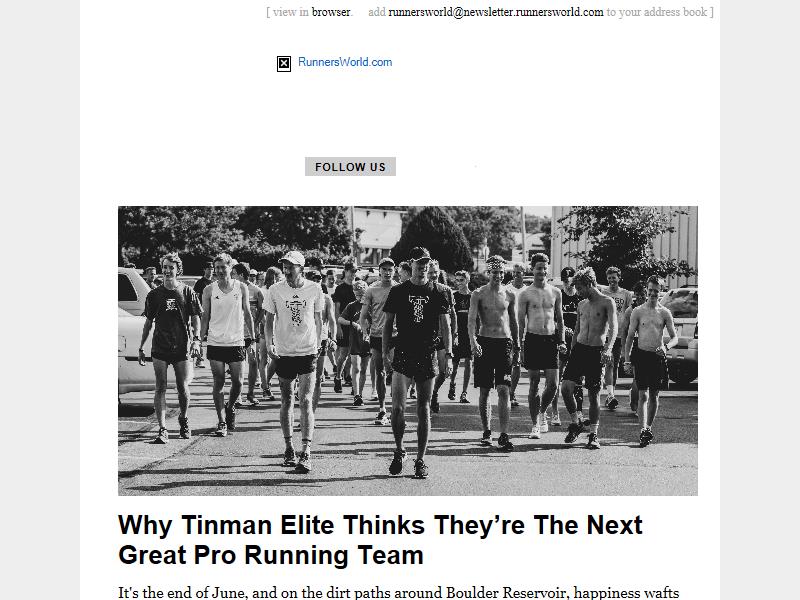 [ view in browser. add runnersworld@newsletter.runnersworld.com to your address book ]
RunnersWorld.com
FOLLOW US
Why Tinman Elite Thinks They’re The Next
Great Pro Running Team
It's the end of June, and on the dirt paths around Boulder Reservoir, happiness wafts